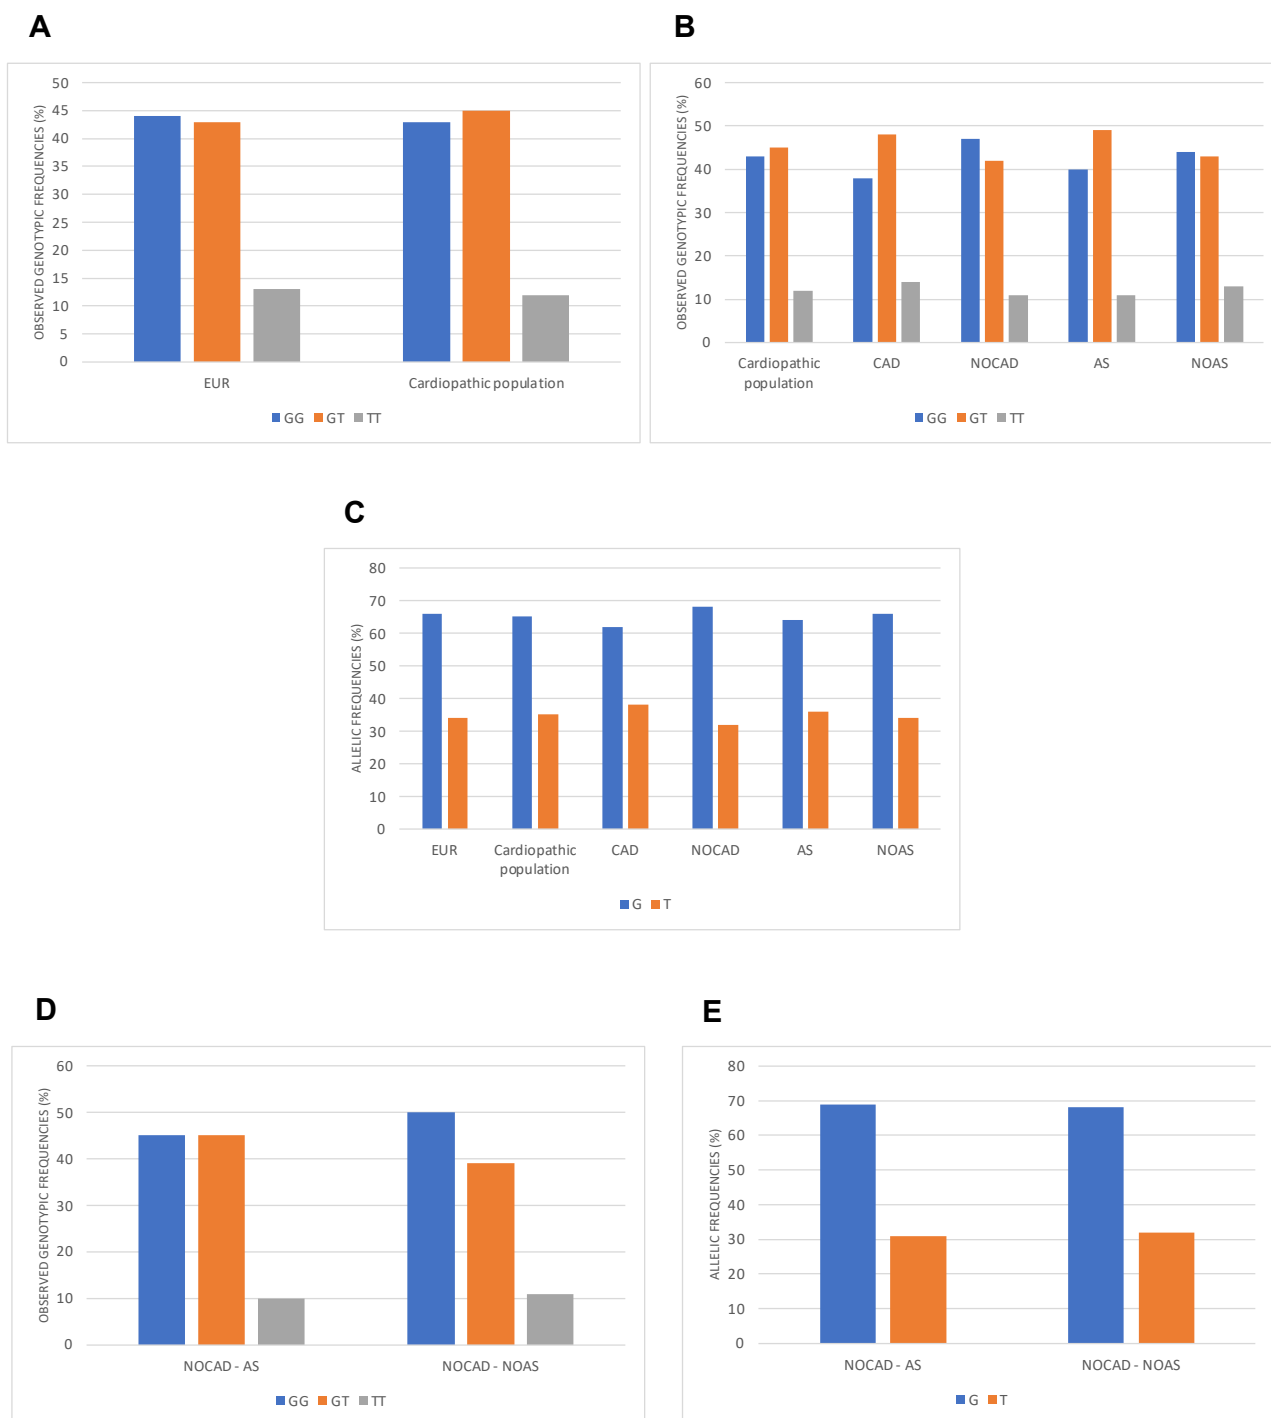 A
OBSERVED GENOTYPIC FREQUENCIES (%)
50
45
40
35
30
25
20
15
10
5
0
EUR
Cardiopathic population
GG GT TT
B
OBSERVED GENOTYPIC FREQUENCIES (%)
60
50
40
30
20
10
0
Cardiopathic
population
CAD
NOCAD
AS
NOAS
GG GT TT
C
ALLELIC FREQUENCIES (%)
80
70
60
50
40
30
20
10
0
EUR
Cardiopathic
population
CAD
NOCAD
AS
NOAS
G T
D
OBSERVED GENOTYPIC FREQUENCIES (%)
60
50
40
30
20
10
0
NOCAD - AS
NOCAD - NOAS
GG GT TT
E
ALLELIC FREQUENCIES (%)
80
70
60
50
40
30
20
10
0
NOCAD - AS
NOCAD - NOAS
G T